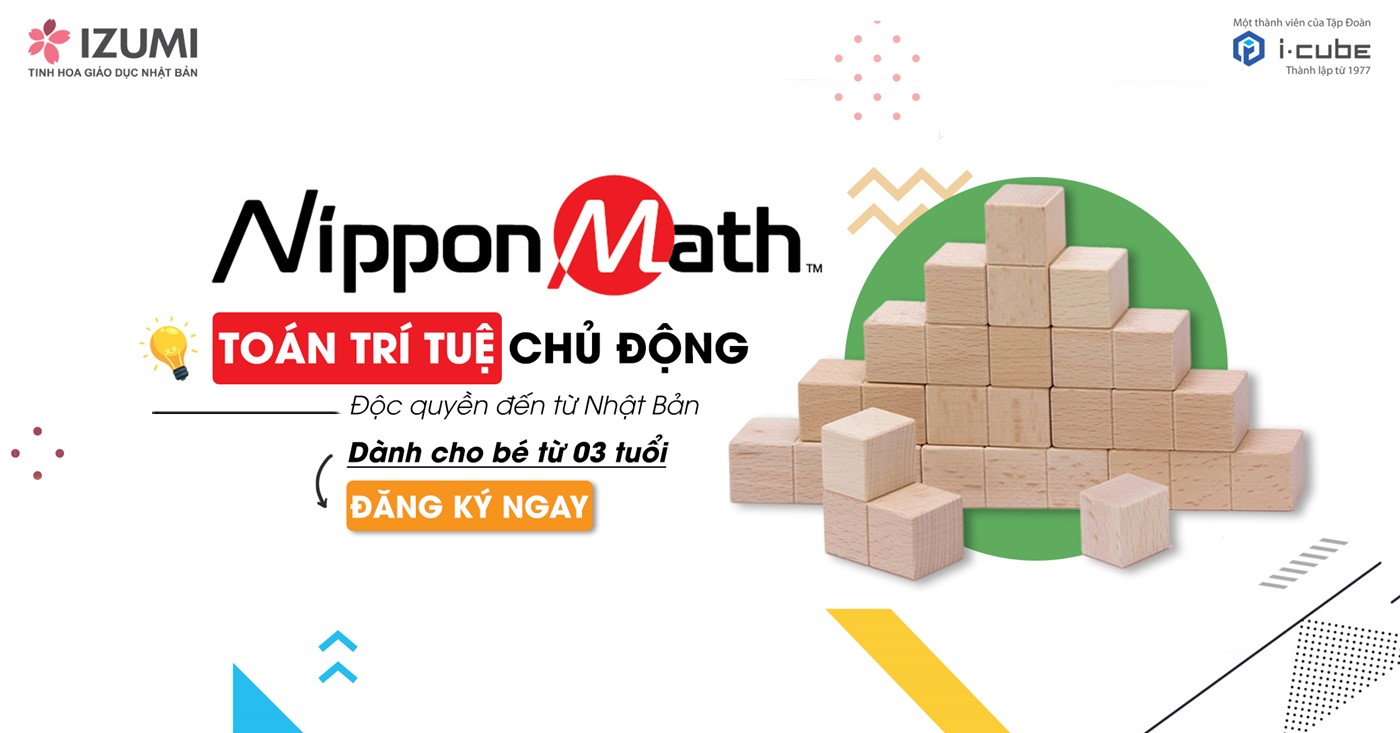 IZUMI
TINH HOA GIÁO DỤC NHẬT BẢN
Một thành viên của Tập Đoàn
i·cube
Thành lập từ 1977
NipponMath™
TOÁN TRÍ TUỆ CHỦ ĐỘNG
Độc quyền đến từ Nhật Bản
Dành cho bé từ 03 tuổi
ĐĂNG KÝ NGAY